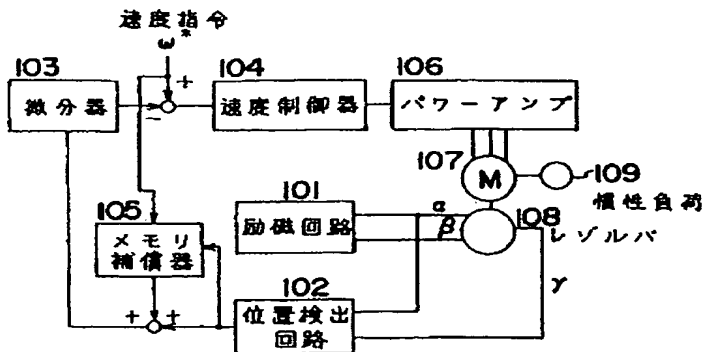 速度指令
ω*
103
微分器
+
−
104
速度制御器
106
パワーアンプ
107
M
109
慣性負荷
101
励磁回路
α
β
108
レゾルバ
γ
105
メモリ
補償器
102
位置検出
回路
+
+